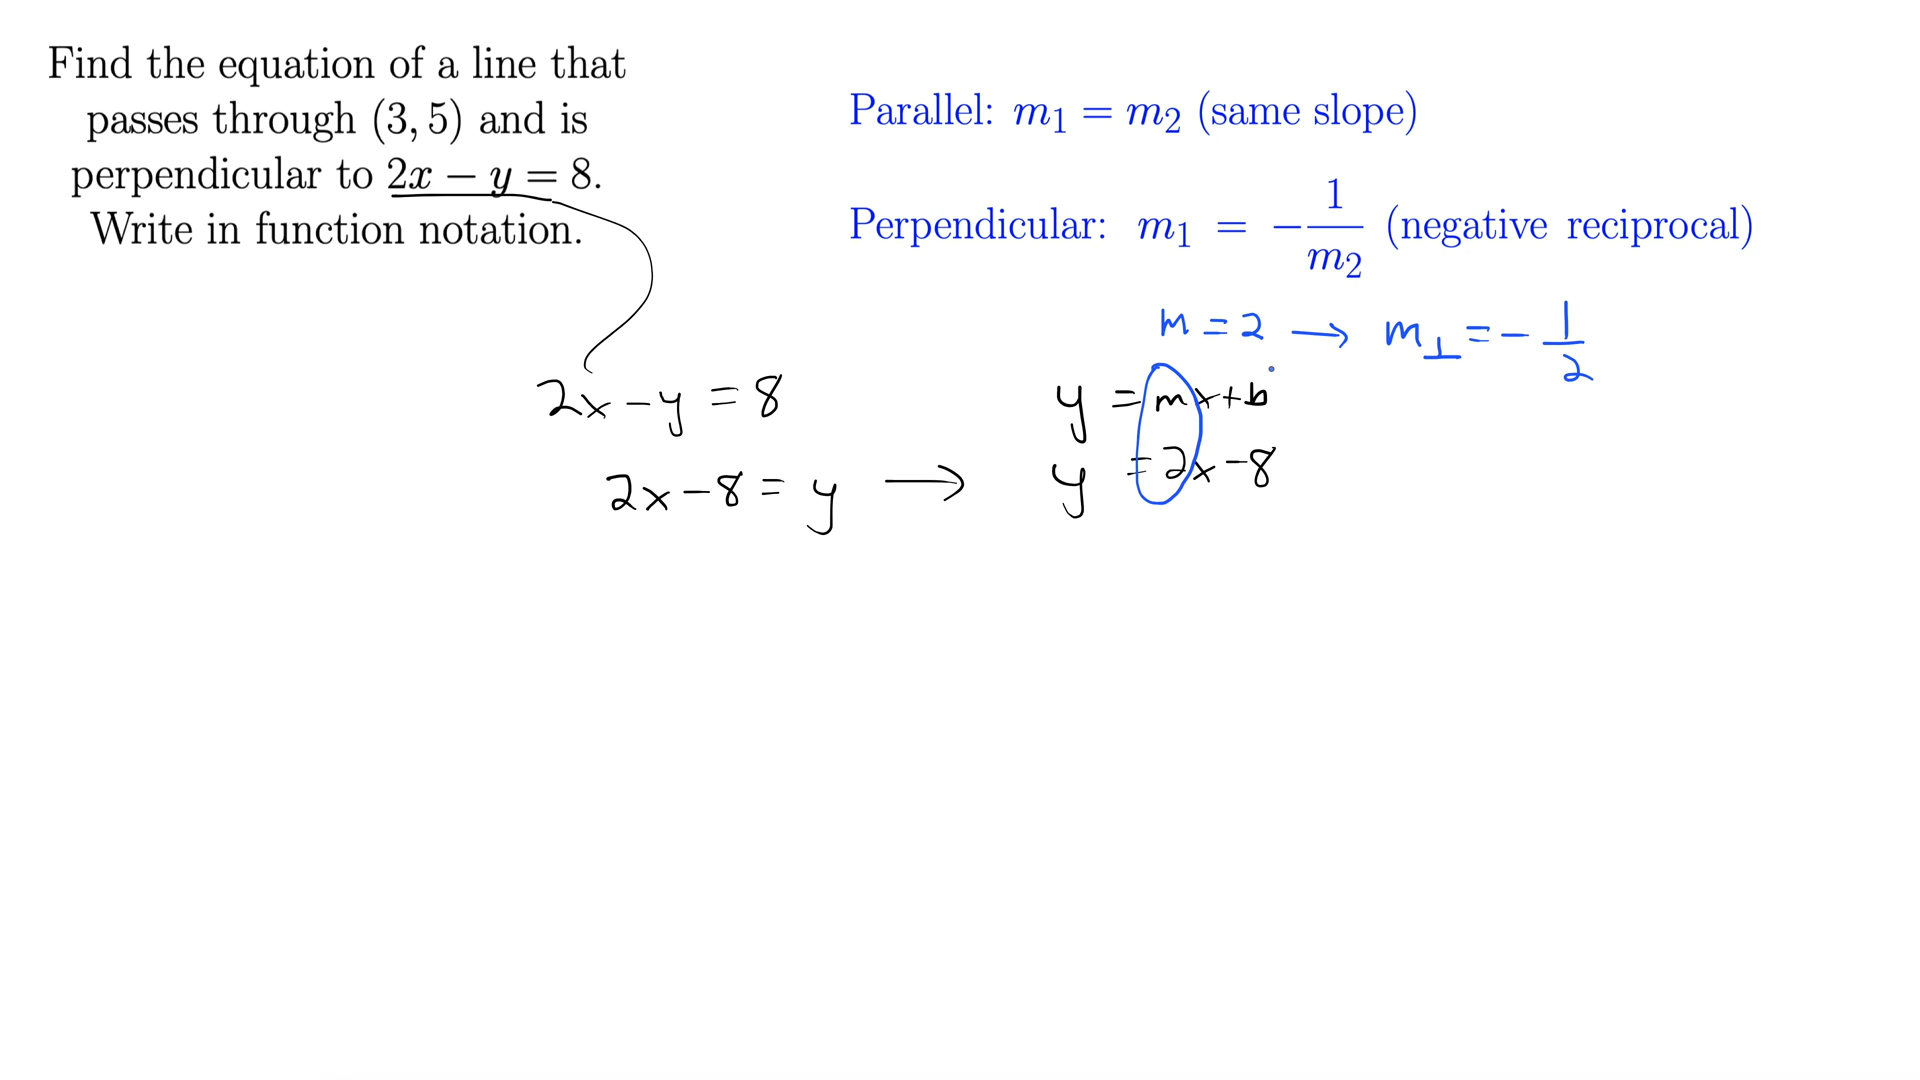 Find the equation of a line that
passes through (3, 5) and is
perpendicular to 2x − y = 8.
Write in function notation.
Parallel: m₁ = m₂ (same slope)
Perpendicular: m₁ = −1/m₂ (negative reciprocal)
m = 2 → m⊥ = −1/2
2x − y = 8
y = mx + b
2x − 8 = y → y = 2x − 8